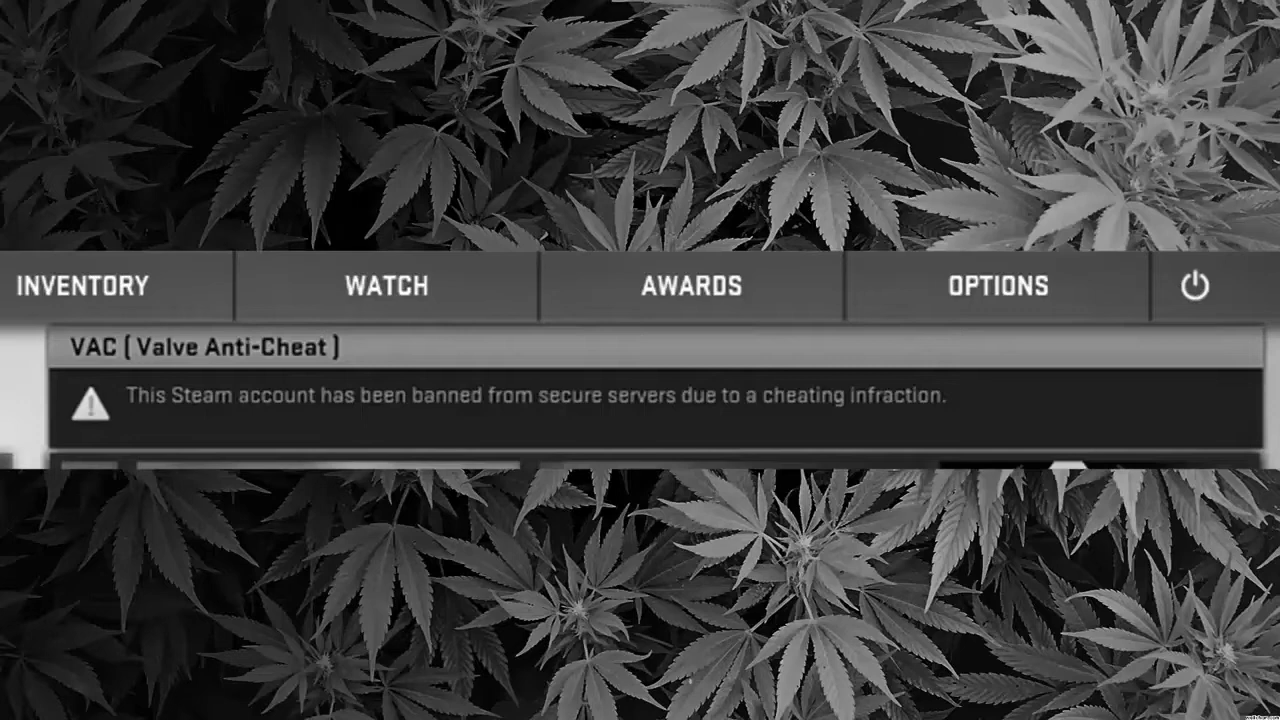 INVENTORY WATCH AWARDS OPTIONS
VAC ( Valve Anti-Cheat )
This Steam account has been banned from secure servers due to a cheating infraction.